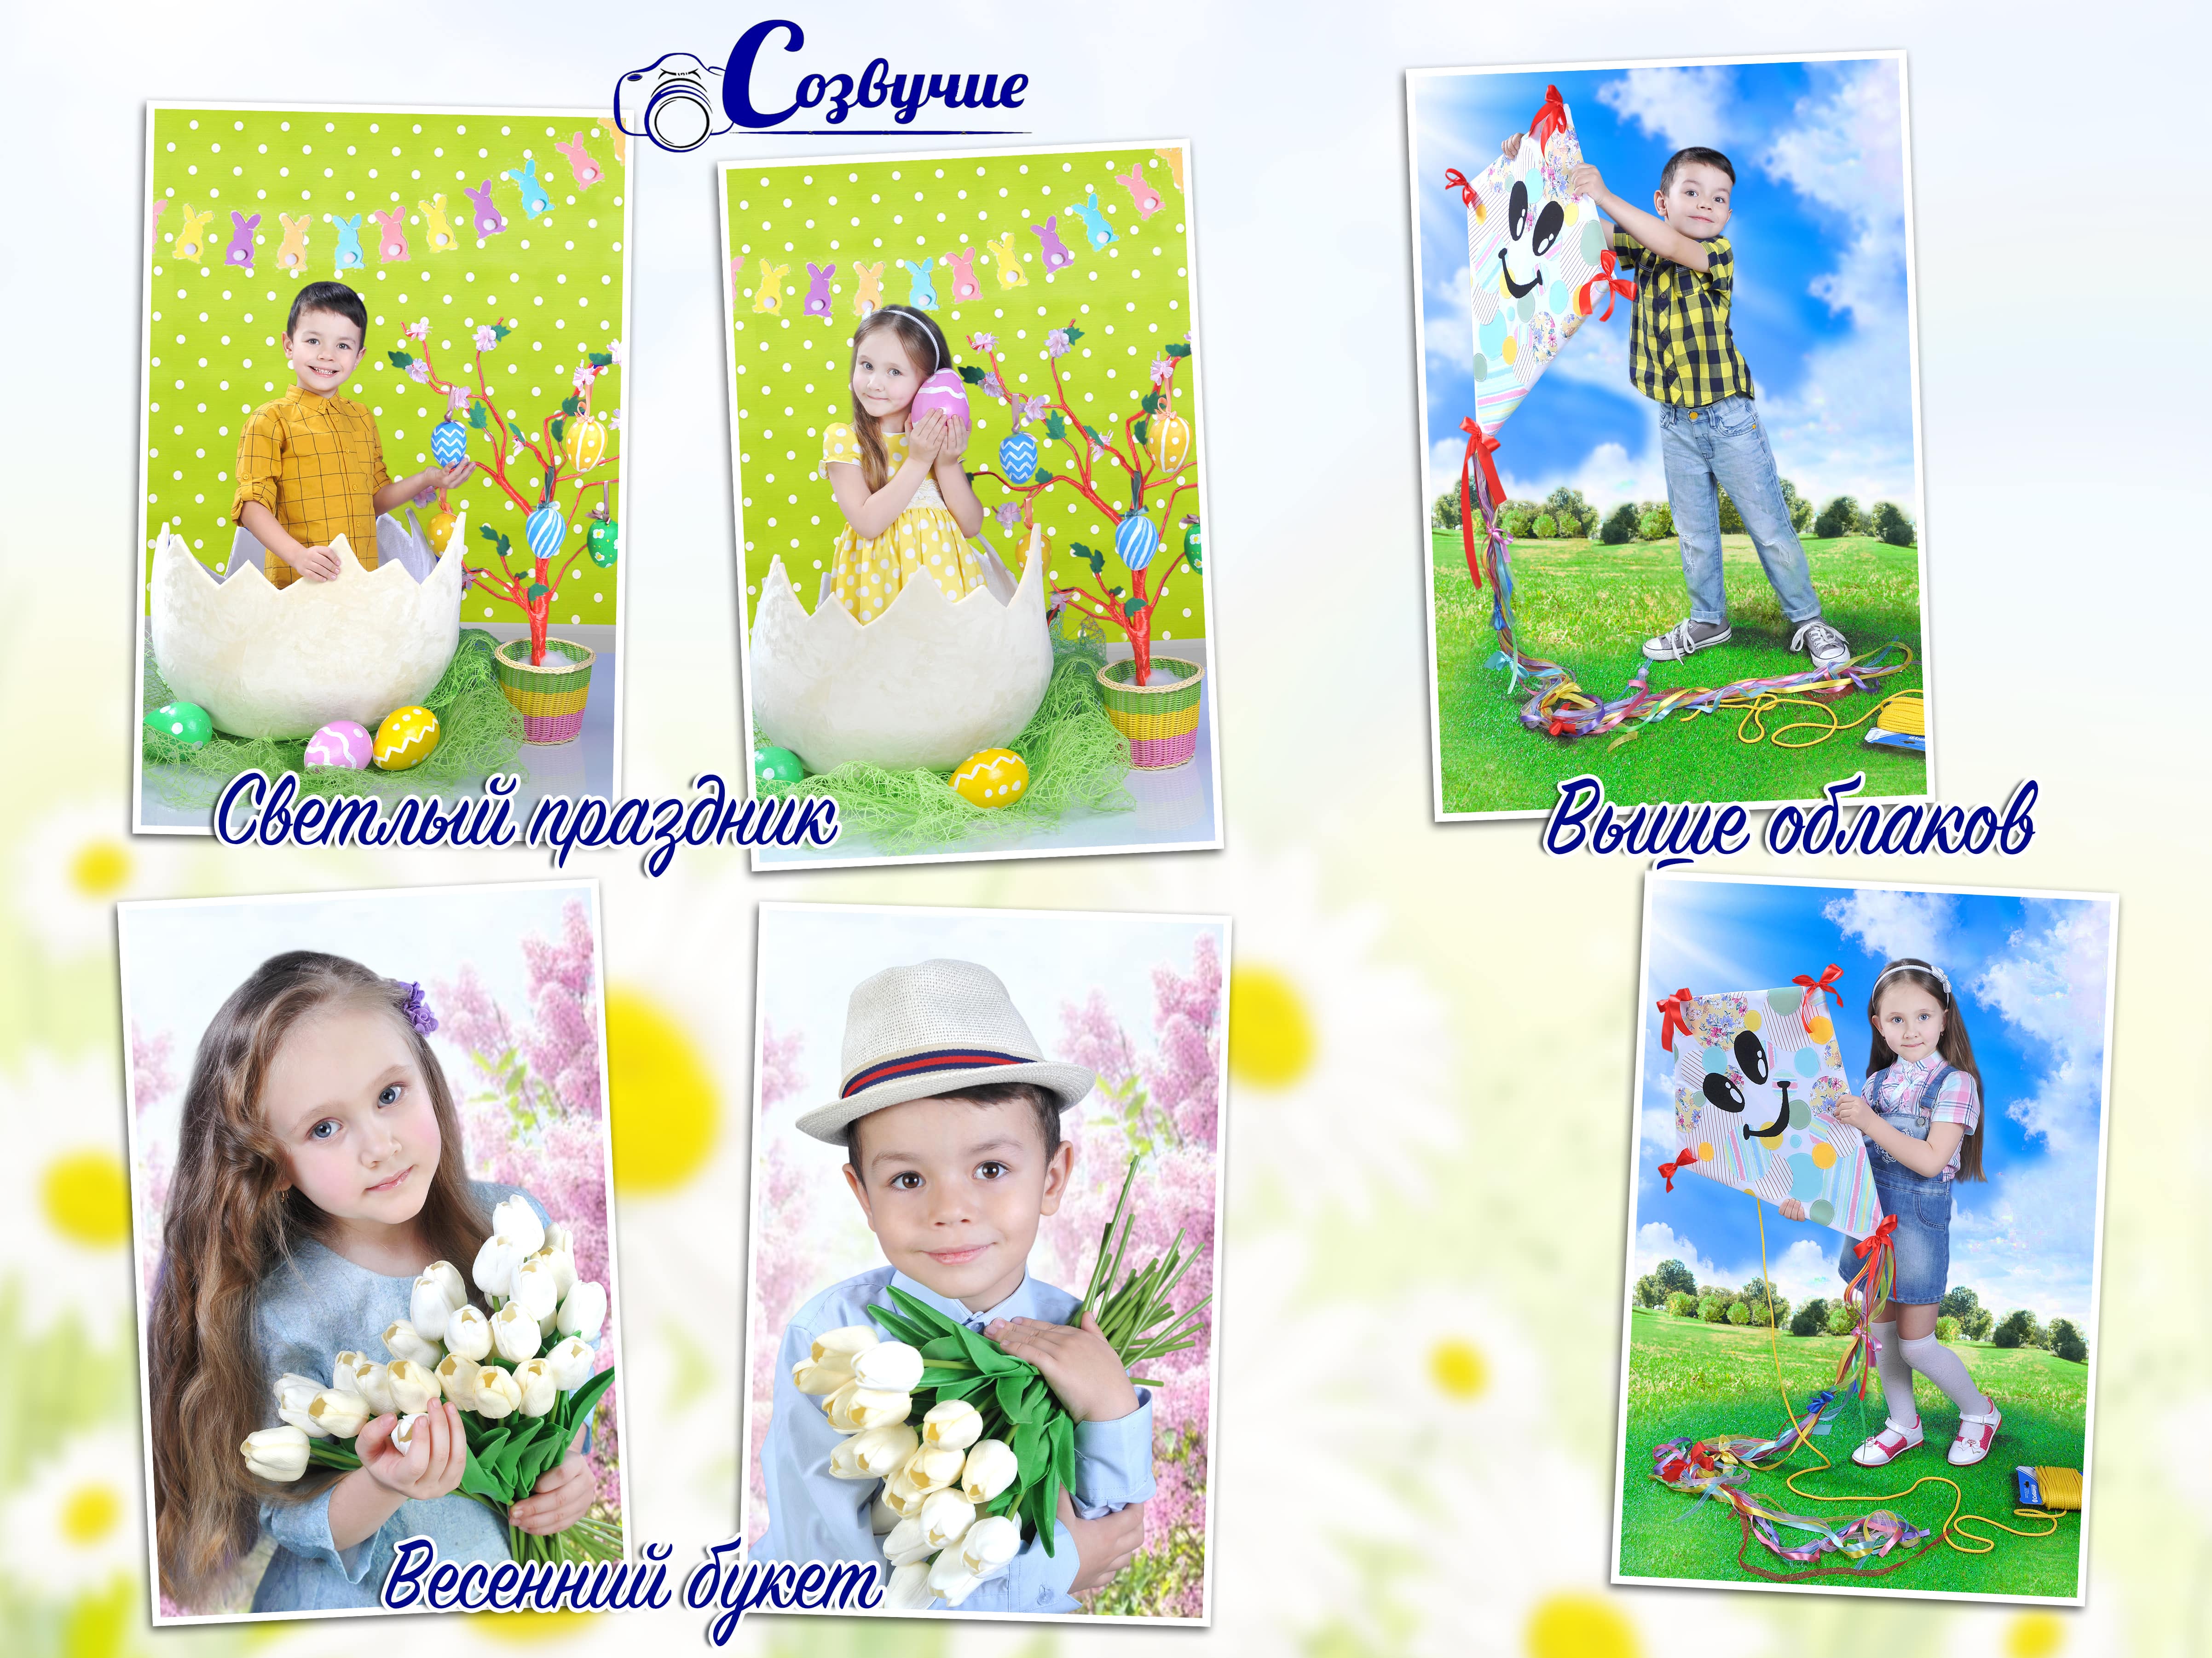 Созвучие
Светлый праздник
Выше облаков
Весенний букет